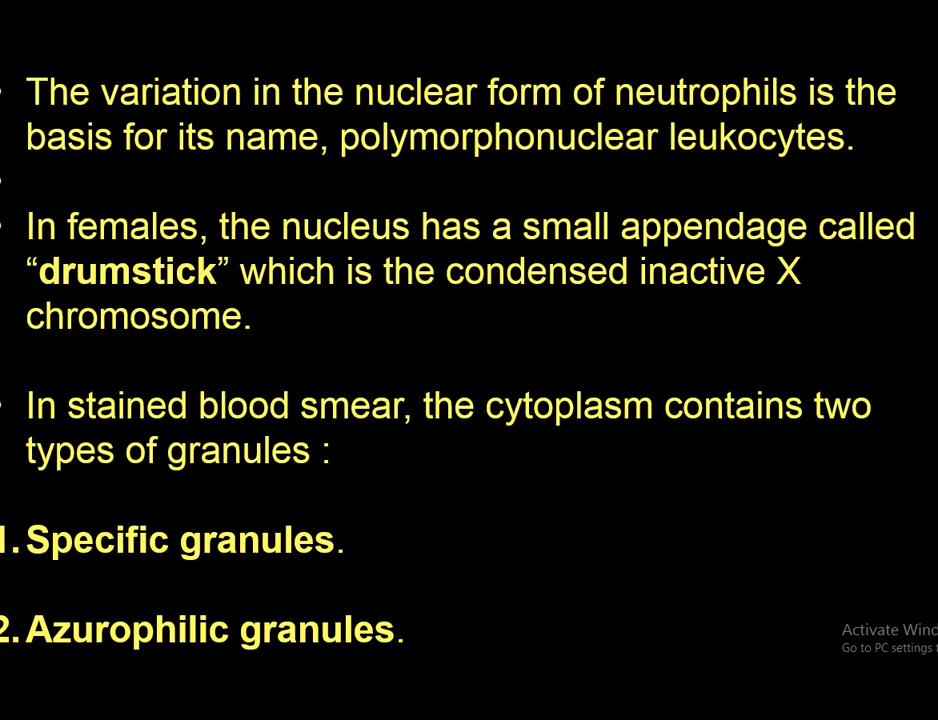 • The variation in the nuclear form of neutrophils is the
basis for its name, polymorphonuclear leukocytes.
•
• In females, the nucleus has a small appendage called
“drumstick” which is the condensed inactive X
chromosome.
• In stained blood smear, the cytoplasm contains two
types of granules :
1. Specific granules.
2. Azurophilic granules.
Activate Wind
Go to PC settings t